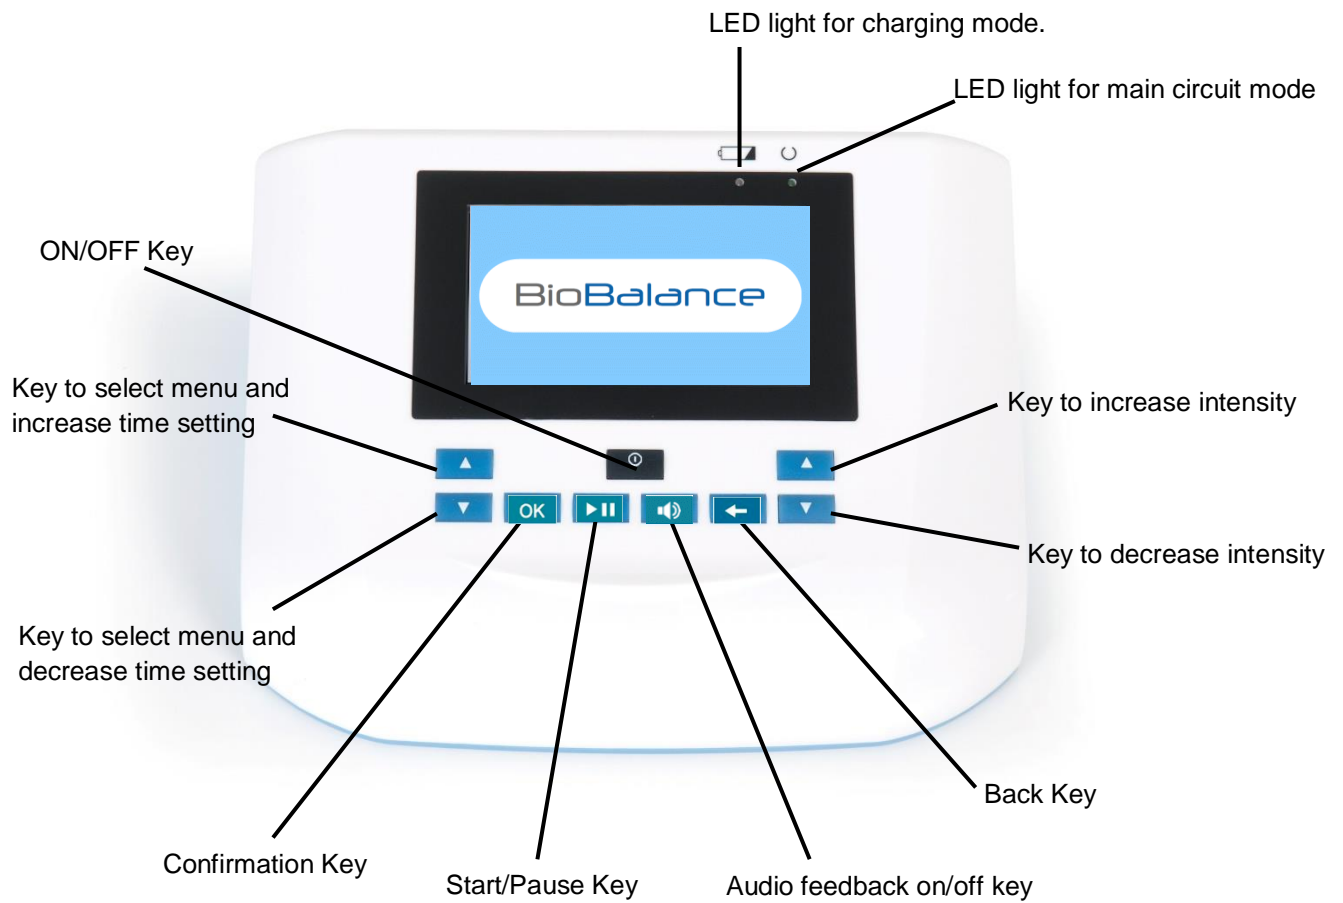 LED light for charging mode.
LED light for main circuit mode
BioBalance
ON/OFF Key
Key to select menu and
increase time setting
Key to increase intensity
OK
Key to decrease intensity
Key to select menu and
decrease time setting
Back Key
Confirmation Key
Start/Pause Key
Audio feedback on/off key